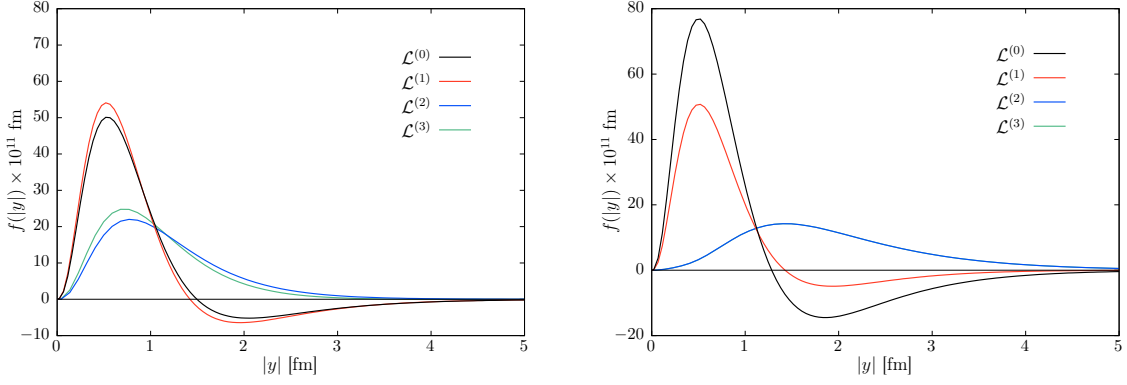 f(|y|) × 10¹¹ fm
80
70
60
50
40
30
20
10
0
−10
0 1 2 3 4 5
|y| [fm]
𝓛⁽⁰⁾
𝓛⁽¹⁾
𝓛⁽²⁾
𝓛⁽³⁾
f(|y|) × 10¹¹ fm
80
60
40
20
0
−20
0 1 2 3 4 5
|y| [fm]
𝓛⁽⁰⁾
𝓛⁽¹⁾
𝓛⁽²⁾
𝓛⁽³⁾